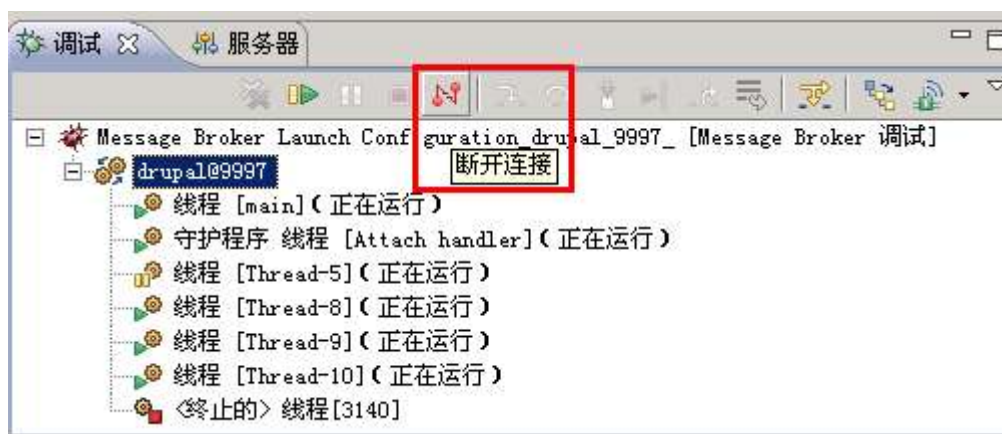 调试 服务器
Message Broker Launch Configuration_drupal_9997_ [Message Broker 调试]
drupal@9997
断开连接
线程 [main](正在运行)
守护程序 线程 [Attach handler](正在运行)
线程 [Thread-5](正在运行)
线程 [Thread-8](正在运行)
线程 [Thread-9](正在运行)
线程 [Thread-10](正在运行)
<终止的> 线程[3140]